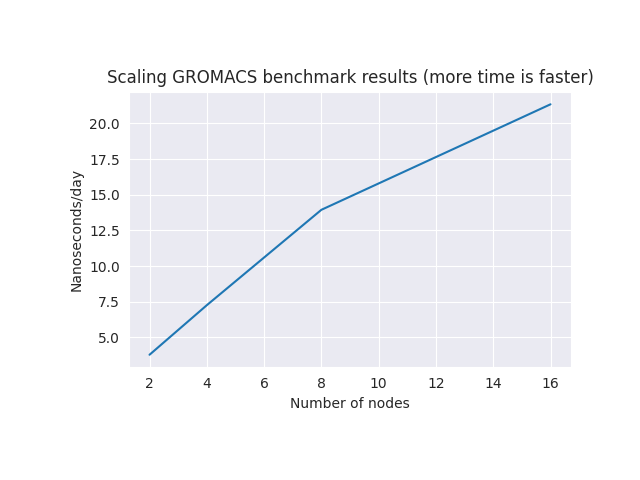 Scaling GROMACS benchmark results (more time is faster)
20.0
17.5
15.0
12.5
10.0
7.5
5.0
Nanoseconds/day
2 4 6 8 10 12 14 16
Number of nodes